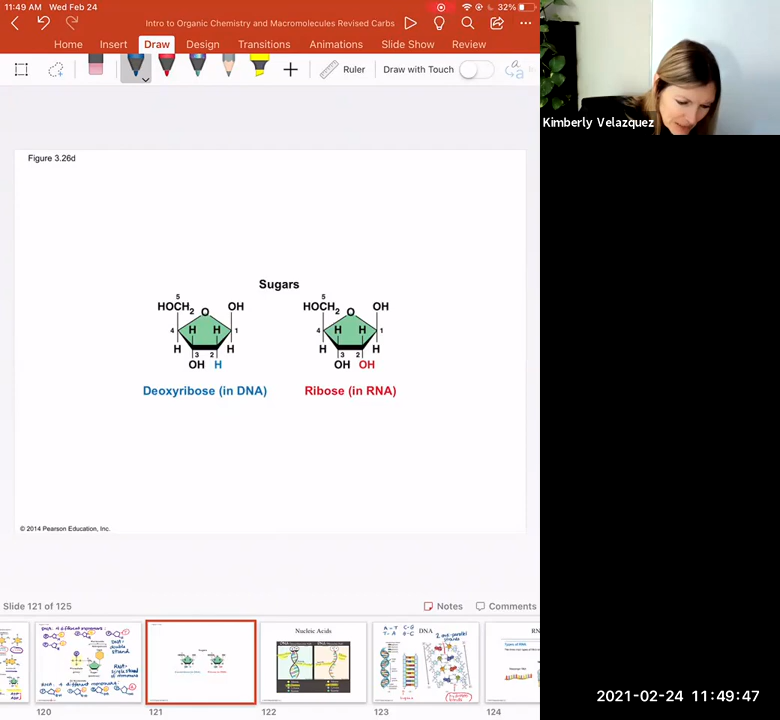 11:49 AM Wed Feb 24
32%
Intro to Organic Chemistry and Macromolecules Revised Carbs
Home Insert Draw Design Transitions Animations Slide Show Review
Ruler Draw with Touch
Kimberly Velazquez
Figure 3.26d
Sugars
5 5
HOCH2 O OH HOCH2 O OH
4 H H 1 4 H H 1
H 3 2 H H 3 2 H
OH H OH OH
Deoxyribose (in DNA) Ribose (in RNA)
© 2014 Pearson Education, Inc.
Slide 121 of 125 Notes Comments
Nucleic Acids
DNA
A-T C-G
T-A G-C
120 121 122 123 124
2021-02-24 11:49:47